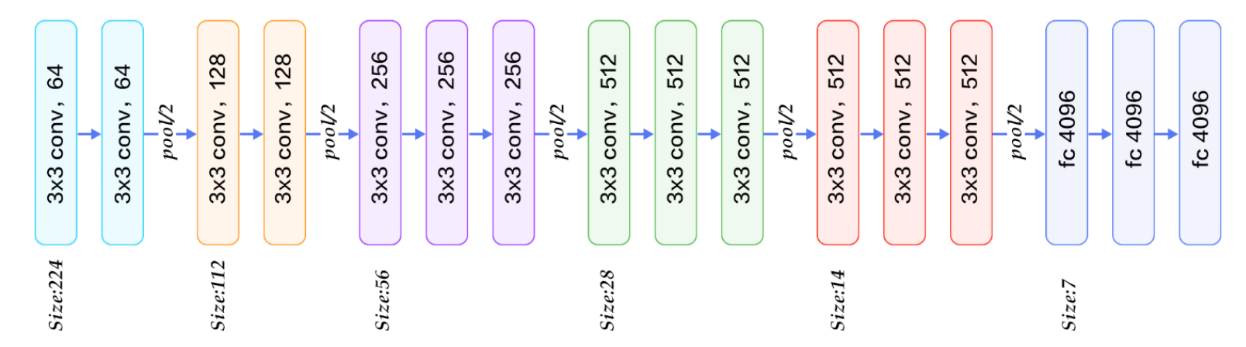 3x3 conv, 64
3x3 conv, 64
pool/2
3x3 conv, 128
3x3 conv, 128
pool/2
3x3 conv, 256
3x3 conv, 256
3x3 conv, 256
pool/2
3x3 conv, 512
3x3 conv, 512
3x3 conv, 512
pool/2
3x3 conv, 512
3x3 conv, 512
3x3 conv, 512
pool/2
fc 4096
fc 4096
fc 4096
Size:224
Size:112
Size:56
Size:28
Size:14
Size:7